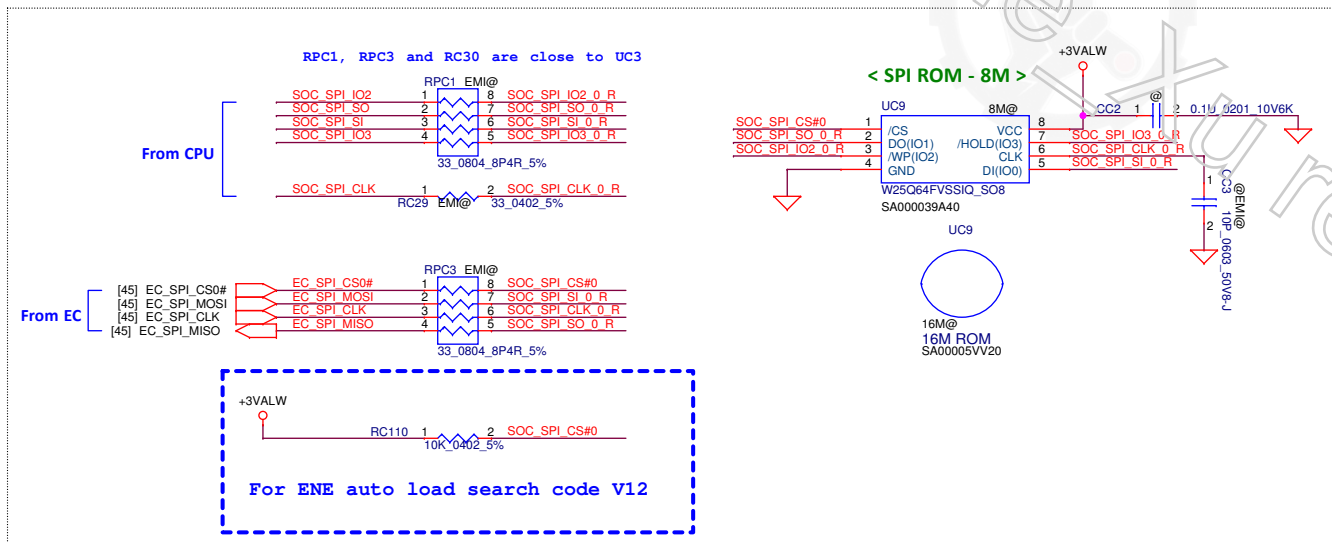 RPC1, RPC3 and RC30 are close to UC3
RPC1 EMI@
SOC_SPI_IO2 1 8 SOC_SPI_IO2_0_R
SOC_SPI_SO 2 7 SOC_SPI_SO_0_R
SOC_SPI_SI 3 6 SOC_SPI_SI_0_R
SOC_SPI_IO3 4 5 SOC_SPI_IO3_0_R
33_0804_8P4R_5%
From CPU
SOC_SPI_CLK 1 2 SOC_SPI_CLK_0_R
RC29 EMI@ 33_0402_5%
RPC3 EMI@
[45] EC_SPI_CS0# EC_SPI_CS0# 1 8 SOC_SPI_CS#0
[45] EC_SPI_MOSI EC_SPI_MOSI 2 7 SOC_SPI_SI_0_R
[45] EC_SPI_CLK EC_SPI_CLK 3 6 SOC_SPI_CLK_0_R
[45] EC_SPI_MISO EC_SPI_MISO 4 5 SOC_SPI_SO_0_R
From EC
33_0804_8P4R_5%
+3VALW
RC110 1 2 SOC_SPI_CS#0
10K_0402_5%
For ENE auto load search code V12
+3VALW
< SPI ROM - 8M >
UC9 8M@
CC2 1 @ 2 0.1U_0201_10V6K
SOC_SPI_CS#0 1 /CS VCC 8
SOC_SPI_SO_0_R 2 DO(IO1) /HOLD(IO3) 7 SOC_SPI_IO3_0_R
SOC_SPI_IO2_0_R 3 /WP(IO2) CLK 6 SOC_SPI_CLK_0_R
4 GND DI(IO0) 5 SOC_SPI_SI_0_R
W25Q64FVSSIQ_SO8
SA000039A40
1 CC3 @EMI@
2 10P_0603_50V8-J
UC9
16M@
16M ROM
SA00005VV20